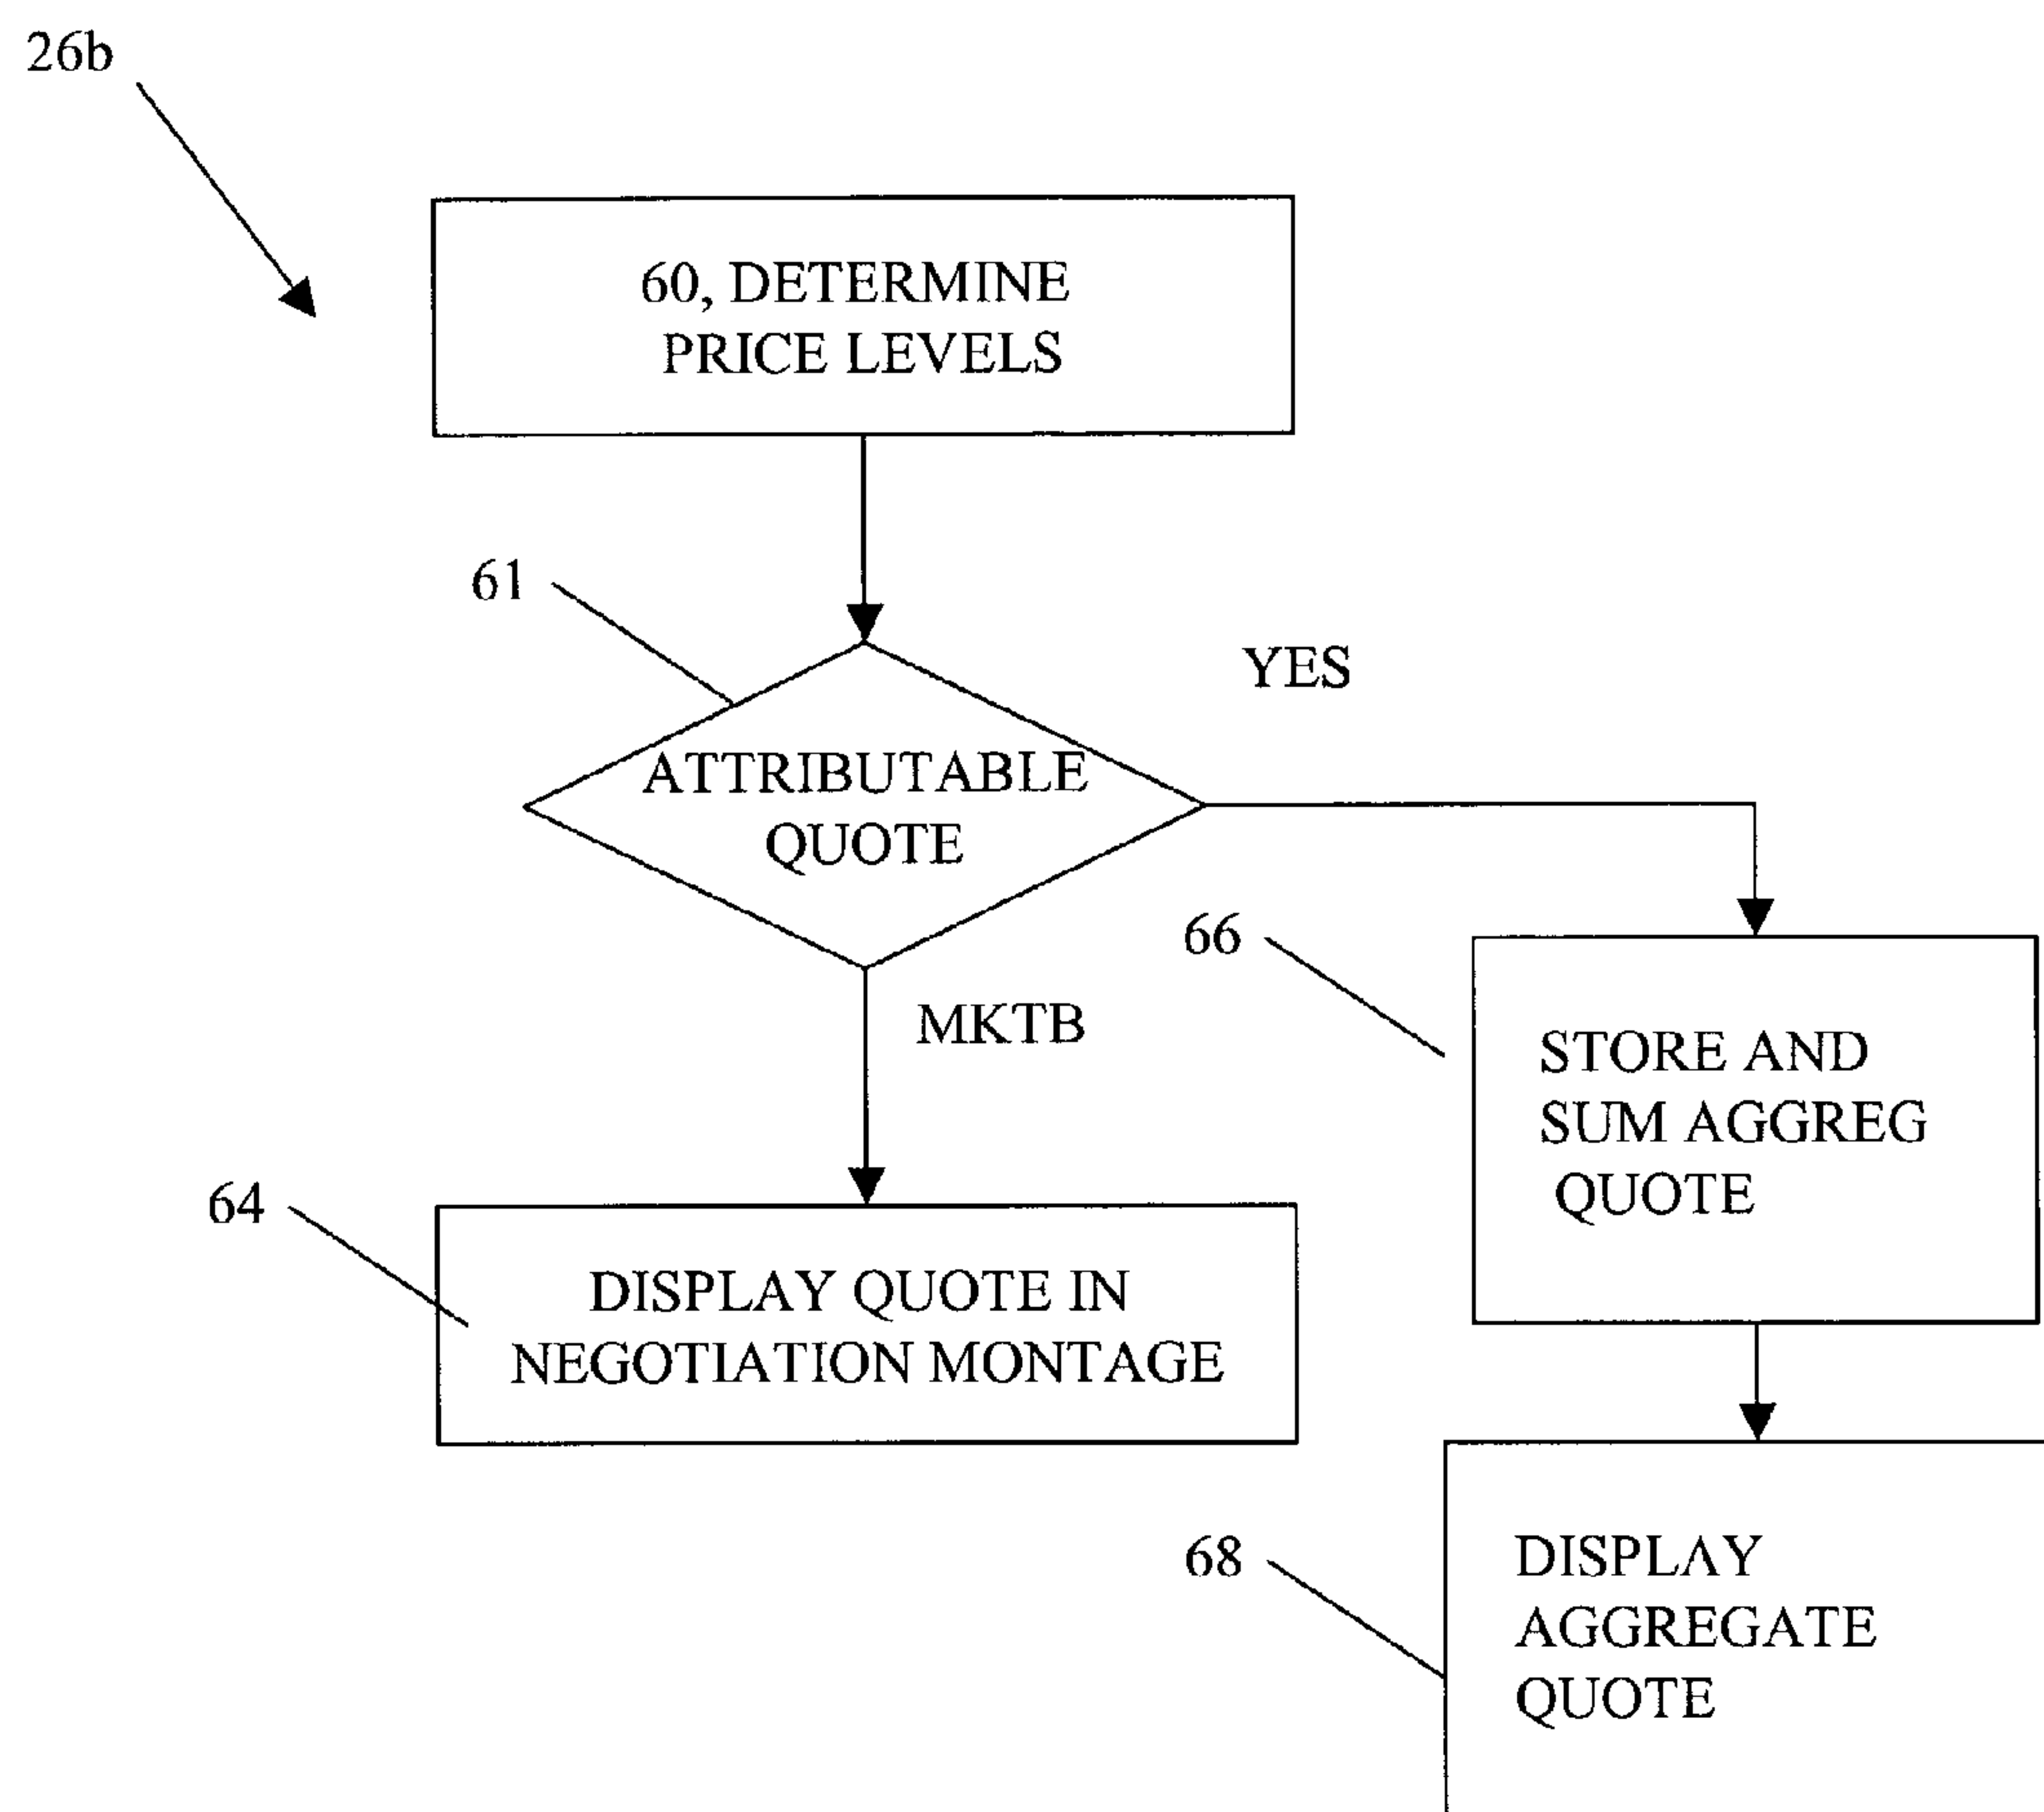 26b
60, DETERMINE
PRICE LEVELS
61
YES
ATTRIBUTABLE
QUOTE
66
MKTB
STORE AND
SUM AGGREG
QUOTE
64
DISPLAY QUOTE IN
NEGOTIATION MONTAGE
68
DISPLAY
AGGREGATE
QUOTE